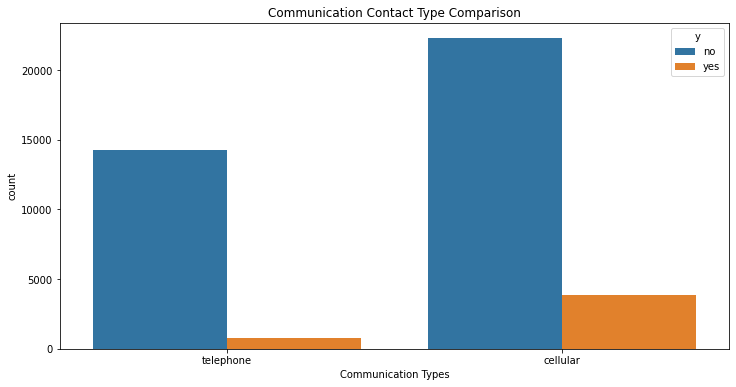 Communication Contact Type Comparison
y
no
yes
20000
15000
10000
5000
0
count
telephone
cellular
Communication Types